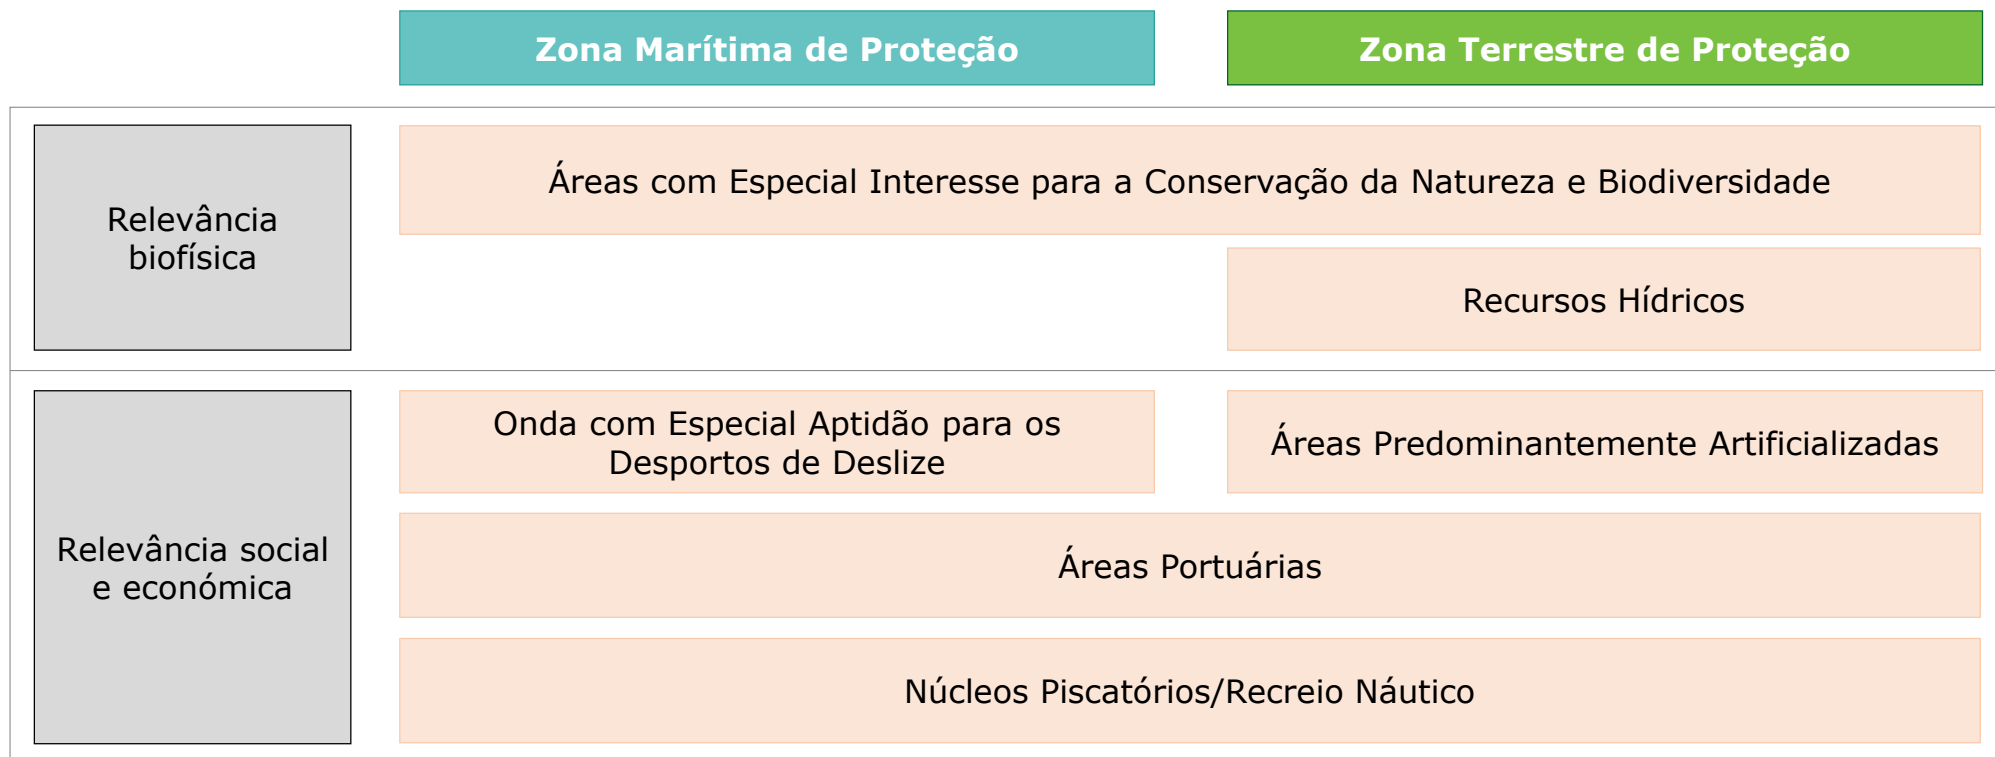 Zona Marítima de Proteção
Zona Terrestre de Proteção
Relevância
biofísica
Áreas com Especial Interesse para a Conservação da Natureza e Biodiversidade
Recursos Hídricos
Relevância social
e económica
Onda com Especial Aptidão para os
Desportos de Deslize
Áreas Predominantemente Artificializadas
Áreas Portuárias
Núcleos Piscatórios/Recreio Náutico